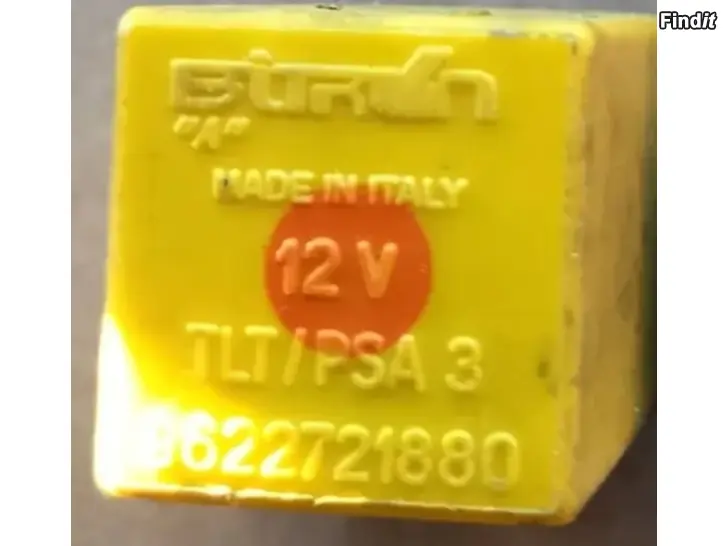 Findit
Bitron
"A"
MADE IN ITALY
12 V
TLT/PSA 3
9622721880